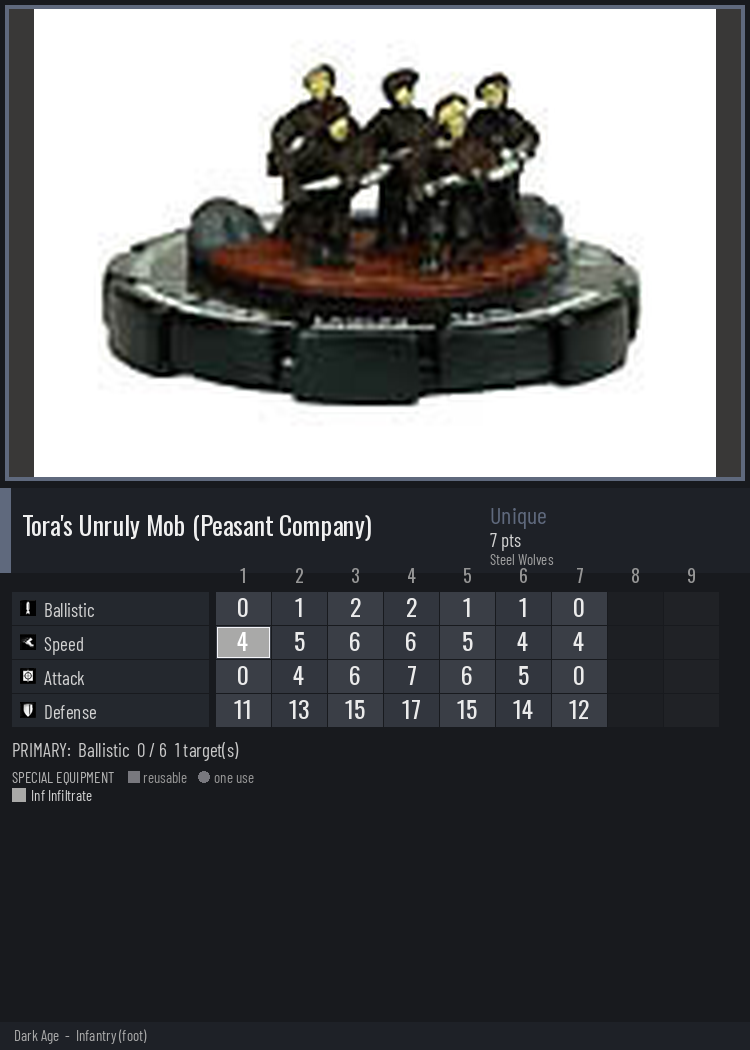 Tora's Unruly Mob (Peasant Company)
Unique
7 pts
Steel Wolves
1 2 3 4 5 6 7 8 9
Ballistic 0 1 2 2 1 1 0
Speed 4 5 6 6 5 4 4
Attack 0 4 6 7 6 5 0
Defense 11 13 15 17 15 14 12
PRIMARY: Ballistic 0 / 6 1 target(s)
SPECIAL EQUIPMENT reusable one use
Inf Infiltrate
Dark Age - Infantry (foot)